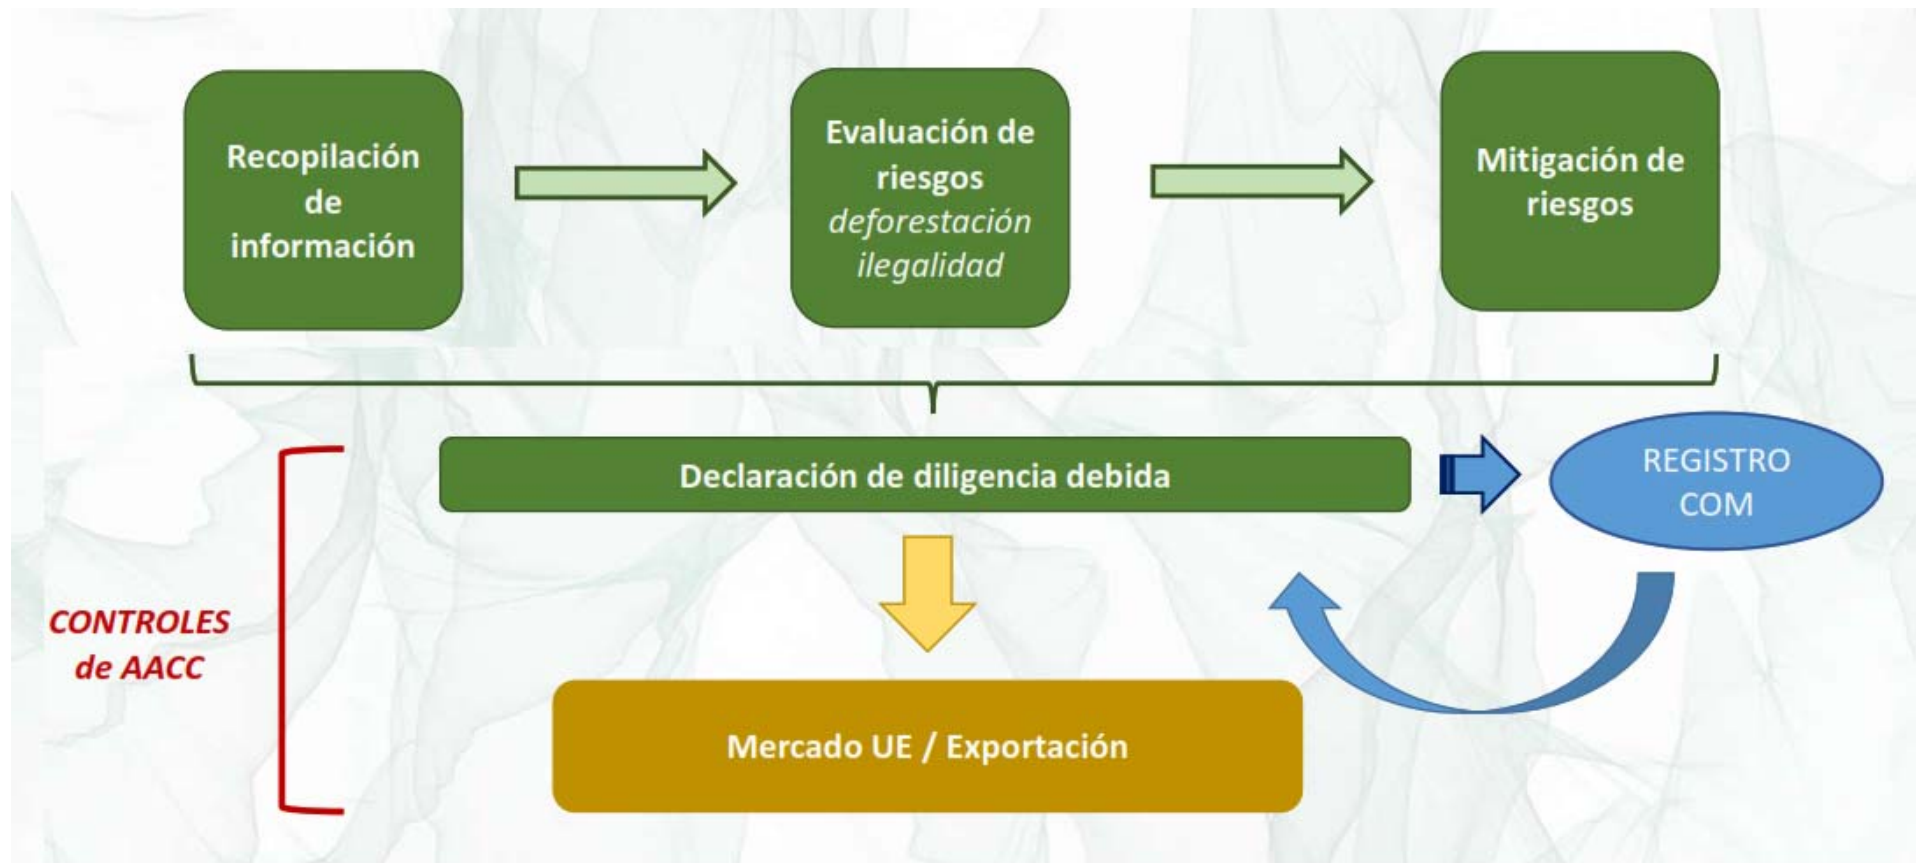 Recopilación
de
información
Evaluación de
riesgos
deforestación
ilegalidad
Mitigación de
riesgos
Declaración de diligencia debida
REGISTRO
COM
CONTROLES
de AACC
Mercado UE / Exportación